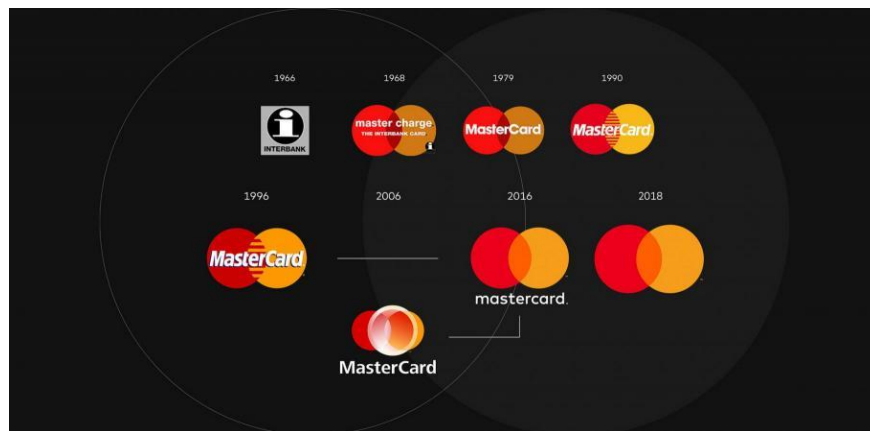 1966
1968
1979
1990
i
INTERBANK
master charge
THE INTERBANK CARD
i
MasterCard
MasterCard
1996
2006
2016
2018
MasterCard
mastercard.
MasterCard